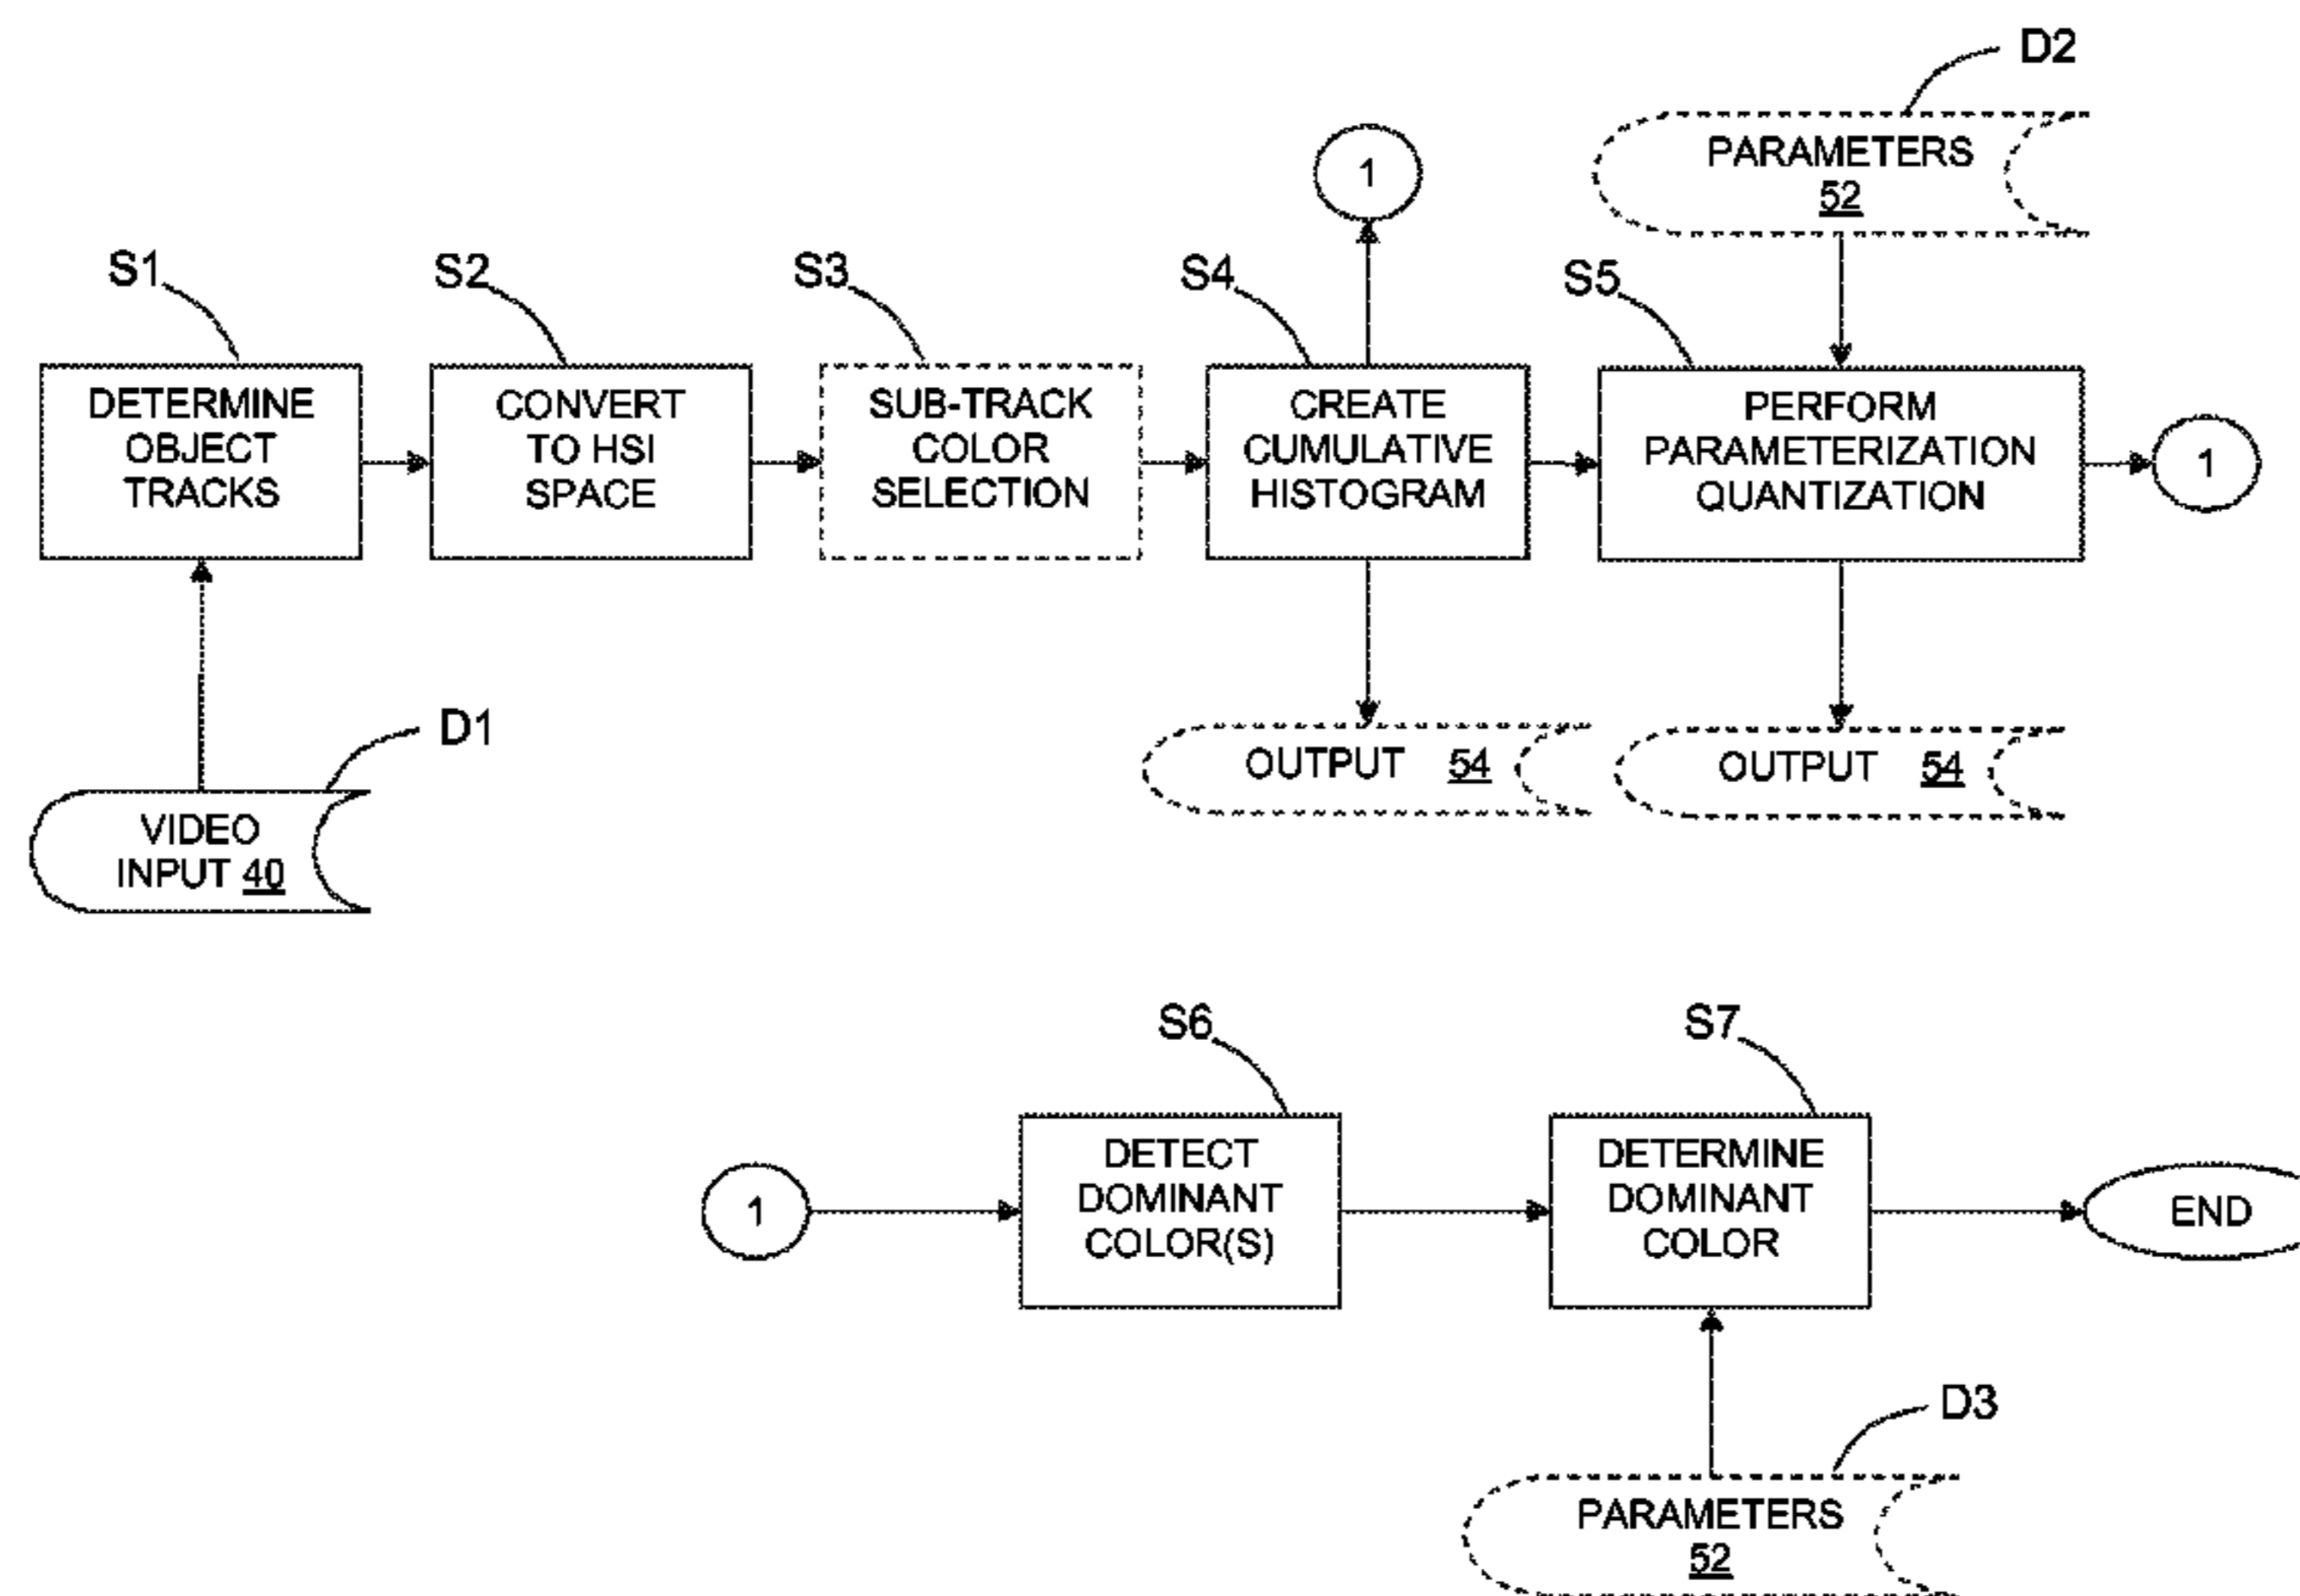 D2
PARAMETERS
52
1
S1
S2
S3
S4
S5
DETERMINE
OBJECT
TRACKS
CONVERT
TO HSI
SPACE
SUB-TRACK
COLOR
SELECTION
CREATE
CUMULATIVE
HISTOGRAM
PERFORM
PARAMETERIZATION
QUANTIZATION
1
D1
VIDEO
INPUT 40
OUTPUT 54
OUTPUT 54
S6
S7
1
DETECT
DOMINANT
COLOR(S)
DETERMINE
DOMINANT
COLOR
END
D3
PARAMETERS
52